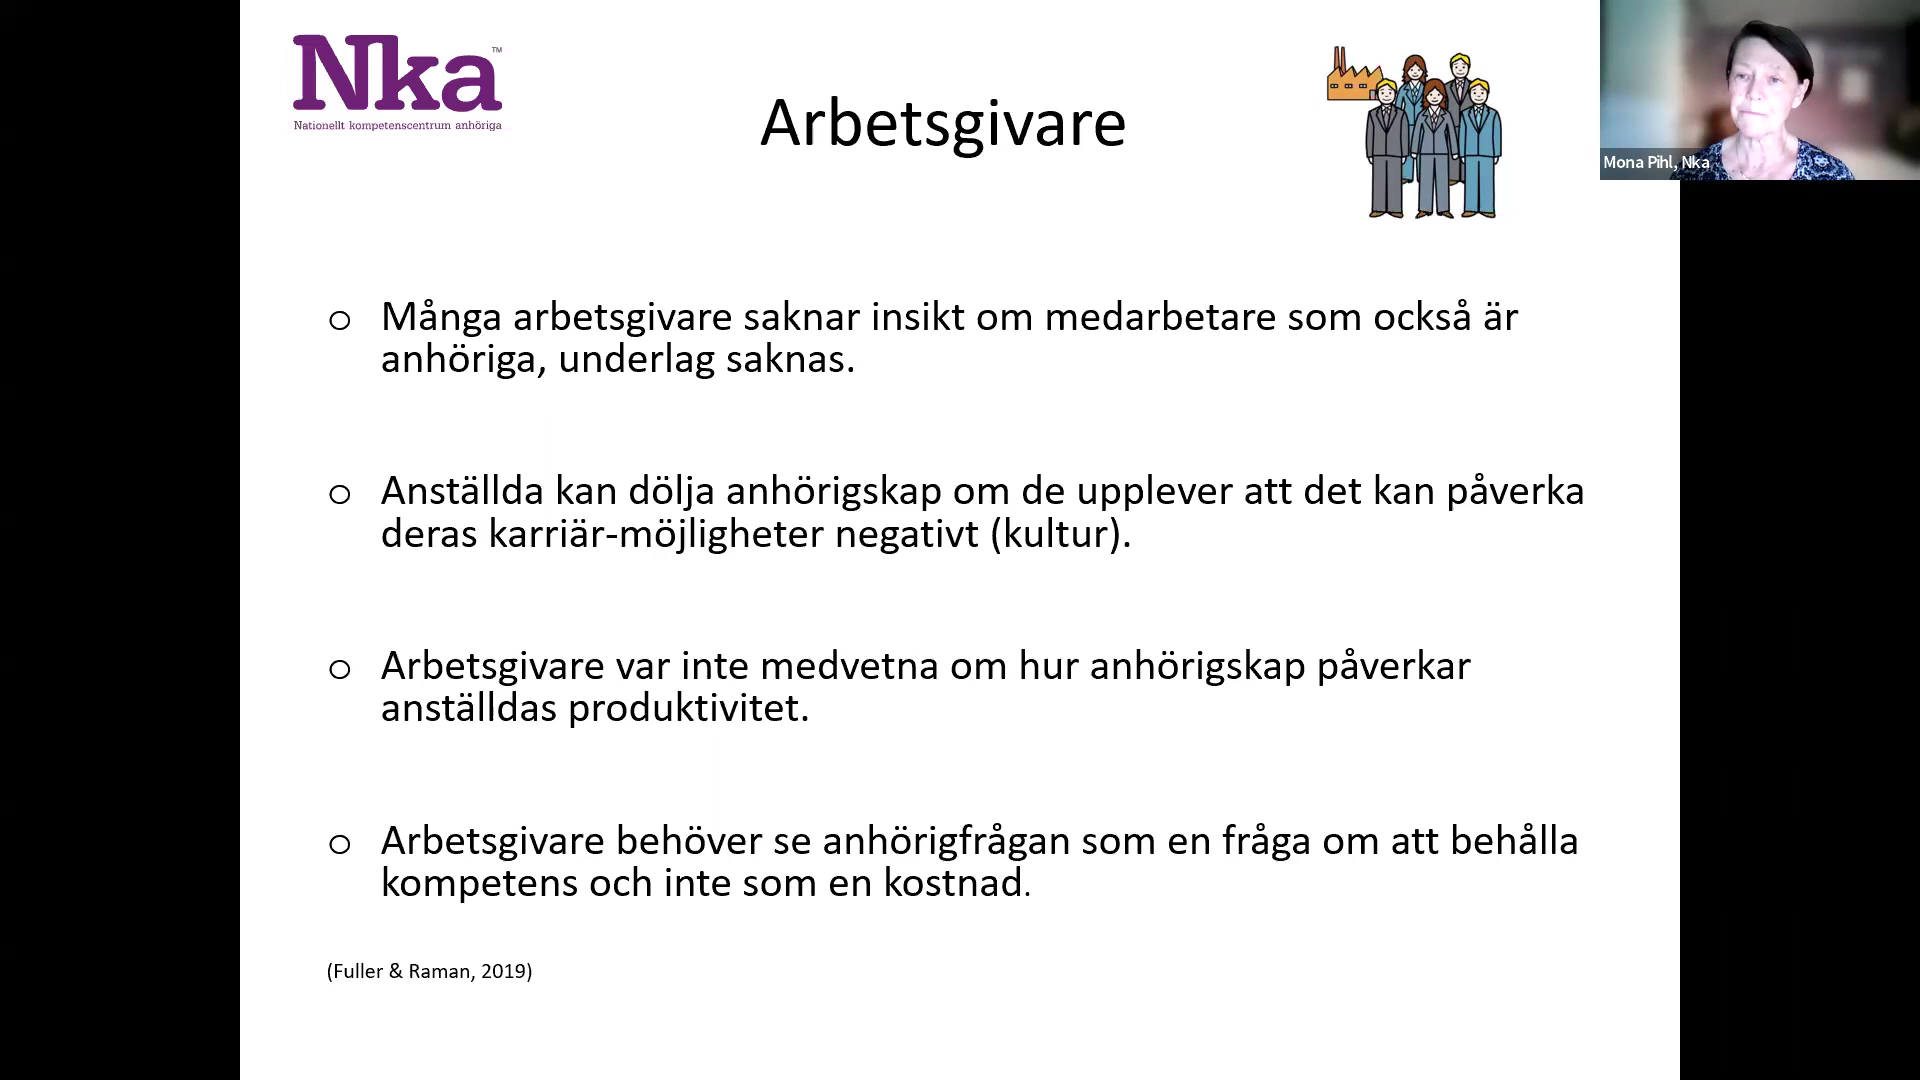 Nka™
Nationellt kompetenscentrum anhöriga
Arbetsgivare
Mona Pihl, Nka
o Många arbetsgivare saknar insikt om medarbetare som också är
anhöriga, underlag saknas.
o Anställda kan dölja anhörigskap om de upplever att det kan påverka
deras karriär-möjligheter negativt (kultur).
o Arbetsgivare var inte medvetna om hur anhörigskap påverkar
anställdas produktivitet.
o Arbetsgivare behöver se anhörigfrågan som en fråga om att behålla
kompetens och inte som en kostnad.
(Fuller & Raman, 2019)